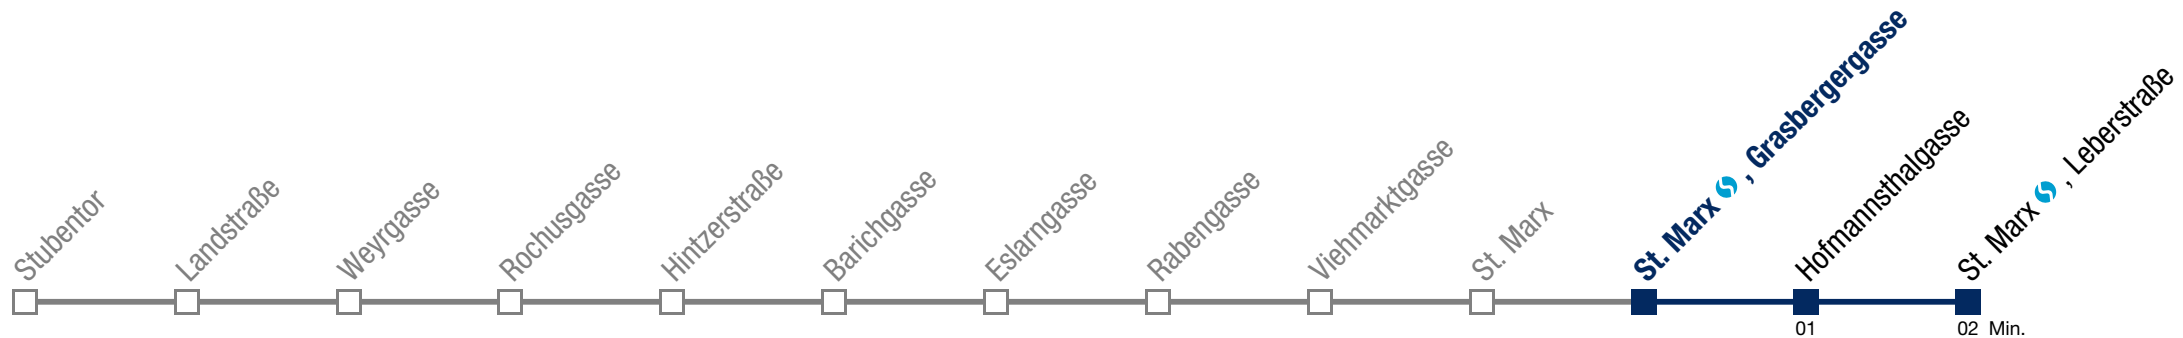 Stubentor
Landstraße
Weyrgasse
Rochusgasse
Hintzerstraße
Barichgasse
Eslarngasse
Rabengasse
Viehmarktgasse
St. Marx
St. Marx , Grasbergergasse
Hofmannsthalgasse
St. Marx , Leberstraße
01
02 Min.